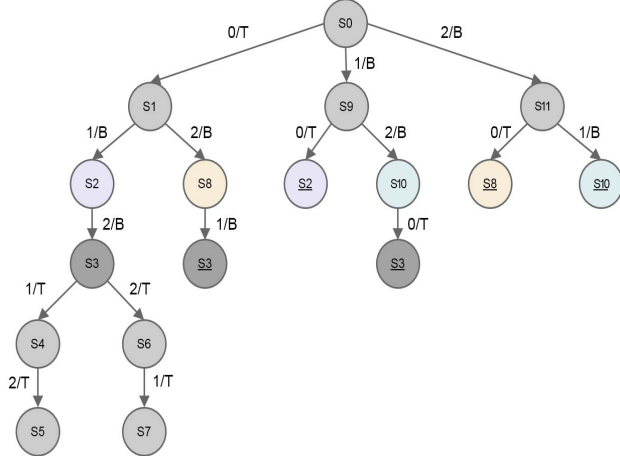 S0
0/T
1/B
2/B
S1
S9
S11
1/B
2/B
0/T
2/B
0/T
1/B
S2
S8
S2
S10
S8
S10
2/B
1/B
0/T
S3
S3
S3
1/T
2/T
S4
S6
2/T
1/T
S5
S7